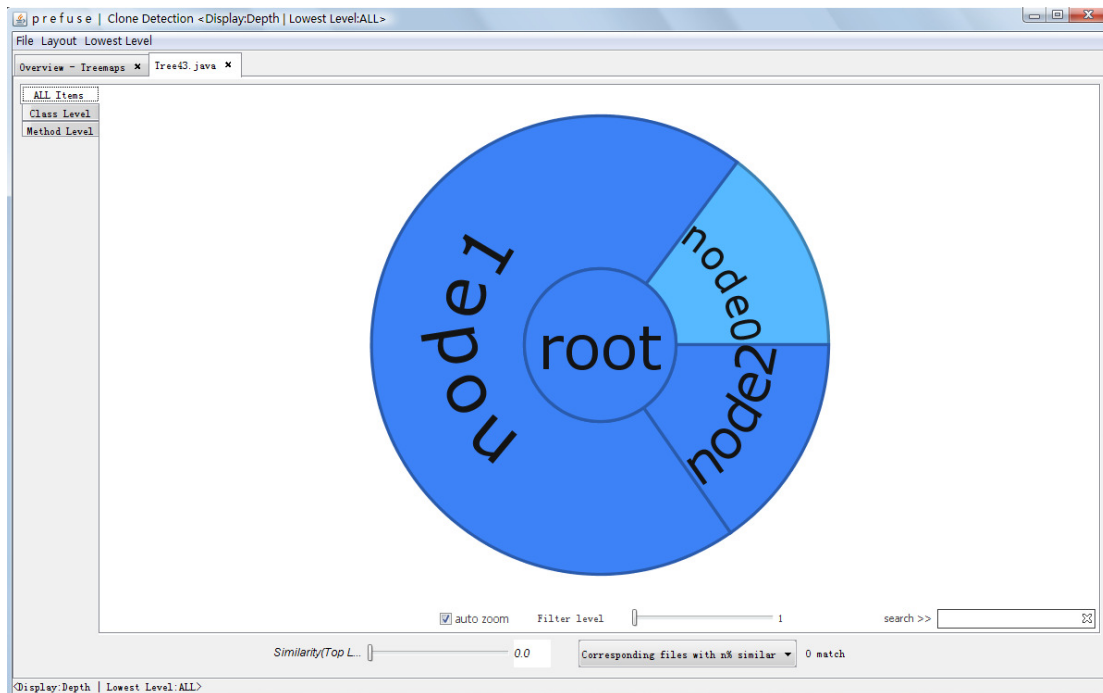 p r e f u s e | Clone Detection <Display:Depth | Lowest Level:ALL>
File Layout Lowest Level
Overview - Treemaps ✖ Tree43.java ✖
ALL Items
Class Level
Method Level
node1
root
node0
node2
auto zoom Filter level 1 search >>
Similarity(Top L... 0.0 Corresponding files with n% similar 0 match
<Display:Depth | Lowest Level:ALL>